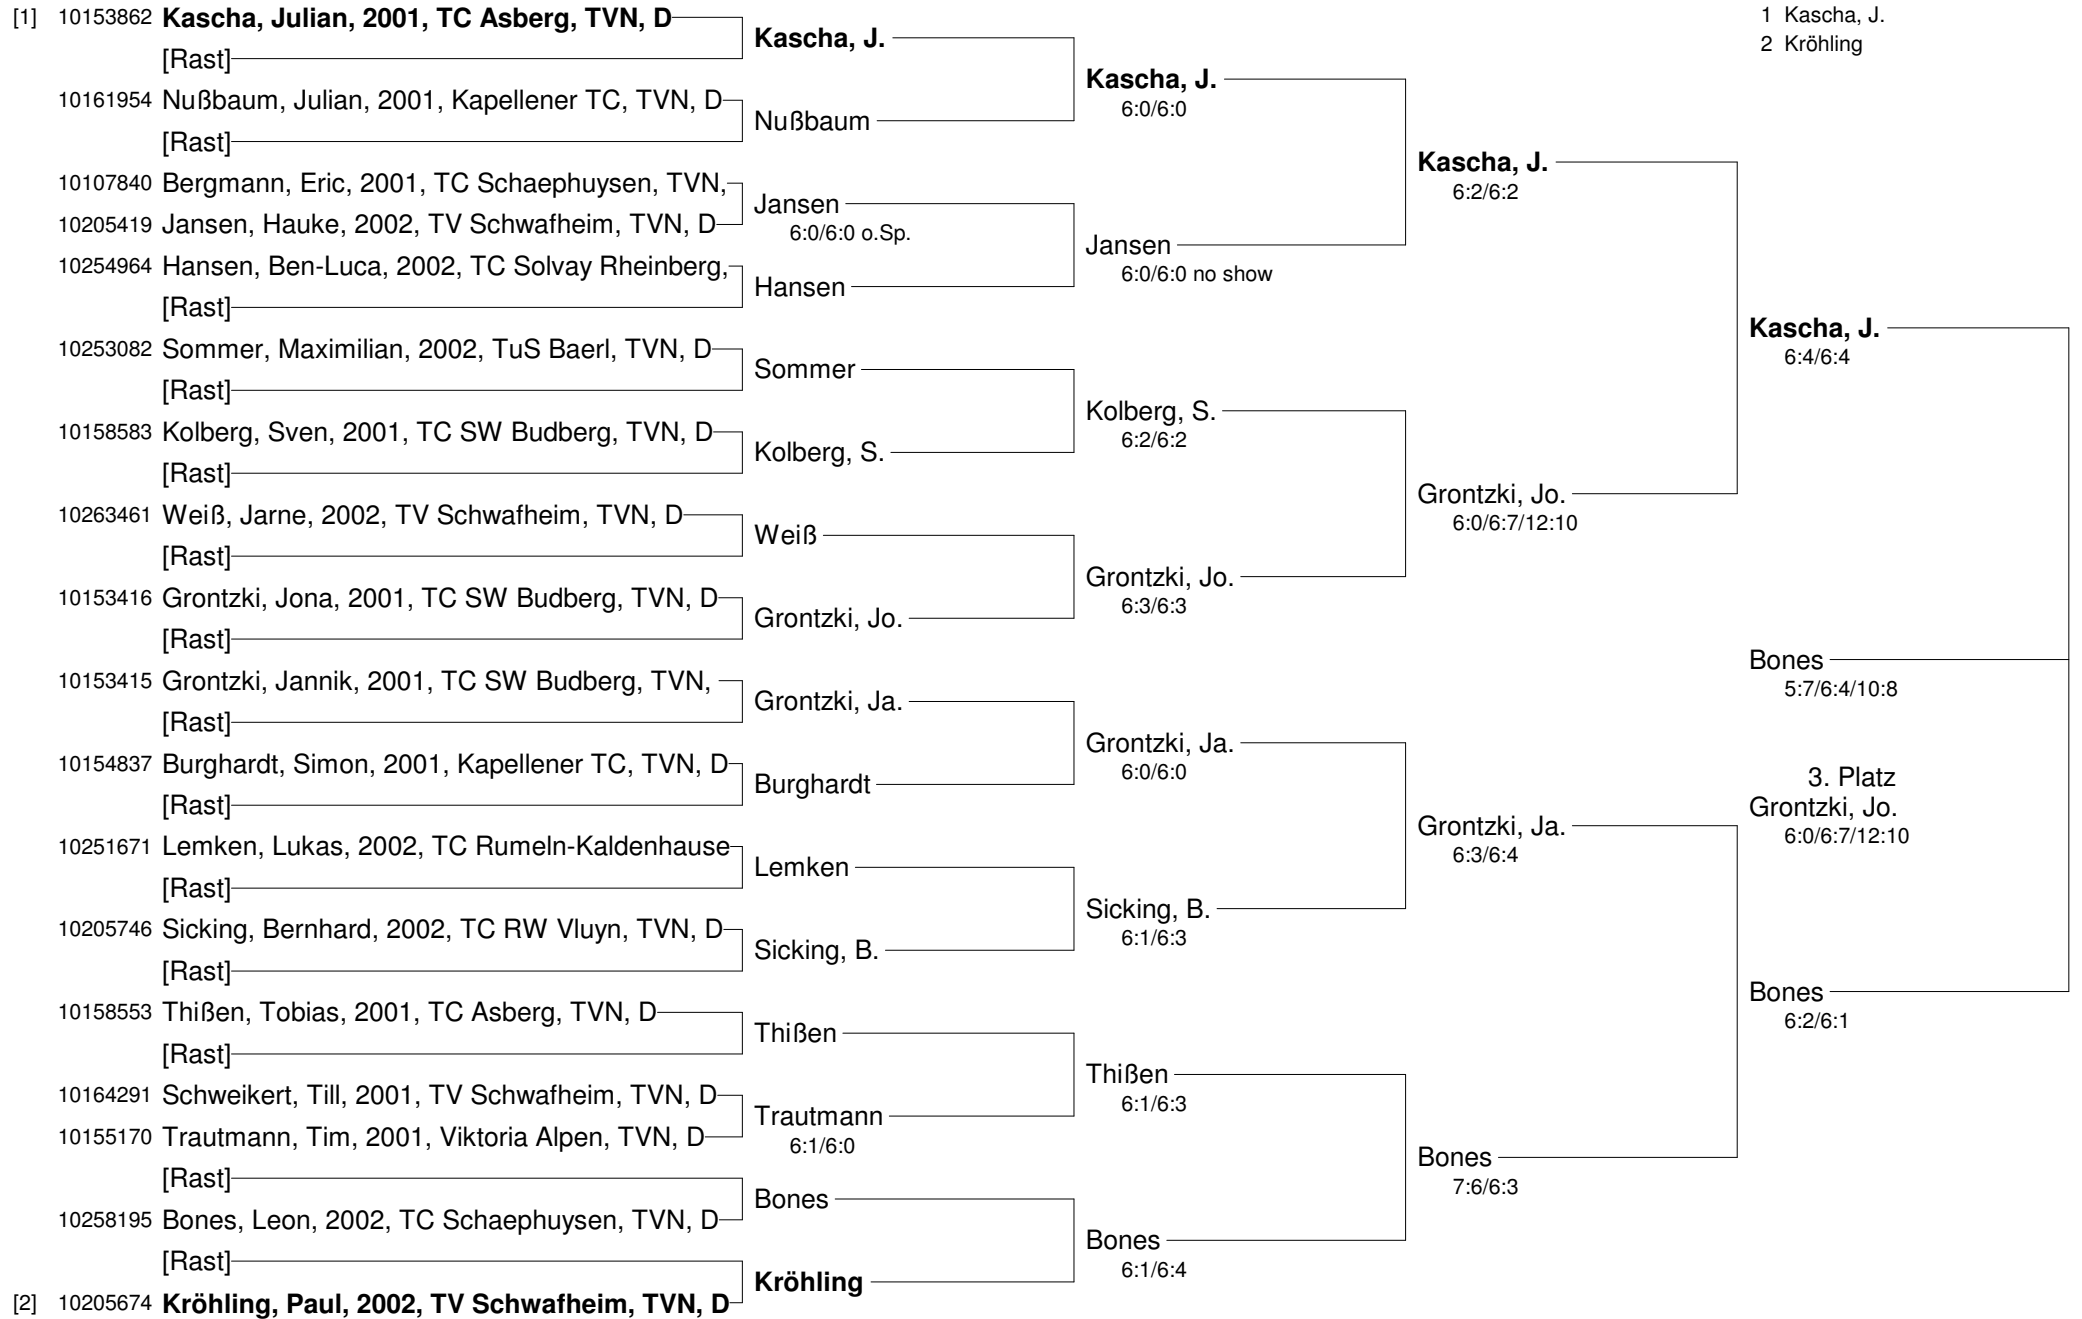 [1] 10153862 Kascha, Julian, 2001, TC Asberg, TVN, D
[Rast]
10161954 Nußbaum, Julian, 2001, Kapellener TC, TVN, D
[Rast]
10107840 Bergmann, Eric, 2001, TC Schaephuysen, TVN,
10205419 Jansen, Hauke, 2002, TV Schwafheim, TVN, D
10254964 Hansen, Ben-Luca, 2002, TC Solvay Rheinberg,
[Rast]
10253082 Sommer, Maximilian, 2002, TuS Baerl, TVN, D
[Rast]
10158583 Kolberg, Sven, 2001, TC SW Budberg, TVN, D
[Rast]
10263461 Weiß, Jarne, 2002, TV Schwafheim, TVN, D
[Rast]
10153416 Grontzki, Jona, 2001, TC SW Budberg, TVN, D
[Rast]
10153415 Grontzki, Jannik, 2001, TC SW Budberg, TVN,
[Rast]
10154837 Burghardt, Simon, 2001, Kapellener TC, TVN, D
[Rast]
10251671 Lemken, Lukas, 2002, TC Rumeln-Kaldenhause
[Rast]
10205746 Sicking, Bernhard, 2002, TC RW Vluyn, TVN, D
[Rast]
10158553 Thißen, Tobias, 2001, TC Asberg, TVN, D
[Rast]
10164291 Schweikert, Till, 2001, TV Schwafheim, TVN, D
10155170 Trautmann, Tim, 2001, Viktoria Alpen, TVN, D
[Rast]
10258195 Bones, Leon, 2002, TC Schaephuysen, TVN, D
[Rast]
[2] 10205674 Kröhling, Paul, 2002, TV Schwafheim, TVN, D
Kascha, J.
Nußbaum
Jansen
6:0/6:0 o.Sp.
Hansen
Sommer
Kolberg, S.
Weiß
Grontzki, Jo.
Grontzki, Ja.
Burghardt
Lemken
Sicking, B.
Thißen
Trautmann
6:1/6:0
Bones
Kröhling
Kascha, J.
6:0/6:0
Jansen
6:0/6:0 no show
Kolberg, S.
6:2/6:2
Grontzki, Jo.
6:3/6:3
Grontzki, Ja.
6:0/6:0
Sicking, B.
6:1/6:3
Thißen
6:1/6:3
Bones
6:1/6:4
Kascha, J.
6:2/6:2
Grontzki, Jo.
6:0/6:7/12:10
Grontzki, Ja.
6:3/6:4
Bones
7:6/6:3
1 Kascha, J.
2 Kröhling
Kascha, J.
6:4/6:4
Bones
5:7/6:4/10:8
3. Platz
Grontzki, Jo.
6:0/6:7/12:10
Bones
6:2/6:1